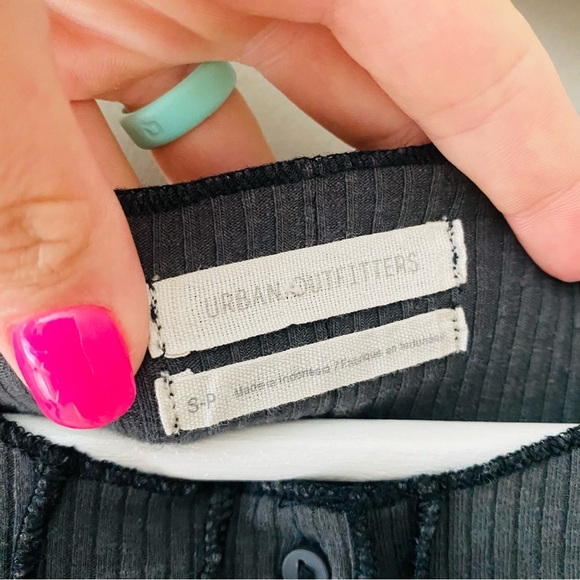 URBAN OUTFITTERS
S-P Made in Indonesia / Fabriqué en Indonésie